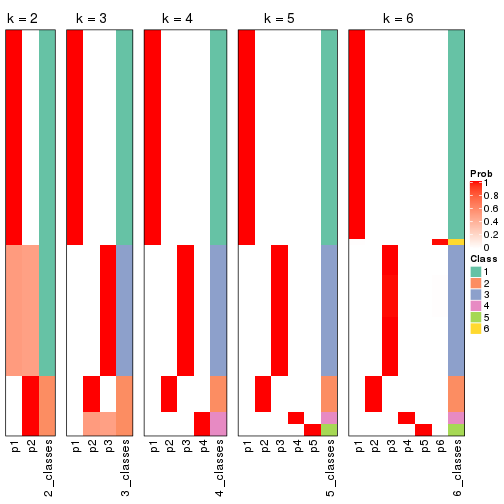 k = 2
k = 3
k = 4
k = 5
k = 6
p1
p2
2_classes
p1
p2
p3
3_classes
p1
p2
p3
p4
4_classes
p1
p2
p3
p4
p5
5_classes
p1
p2
p3
p4
p5
p6
6_classes
Prob
1
0.8
0.6
0.4
0.2
0
Class
1
2
3
4
5
6